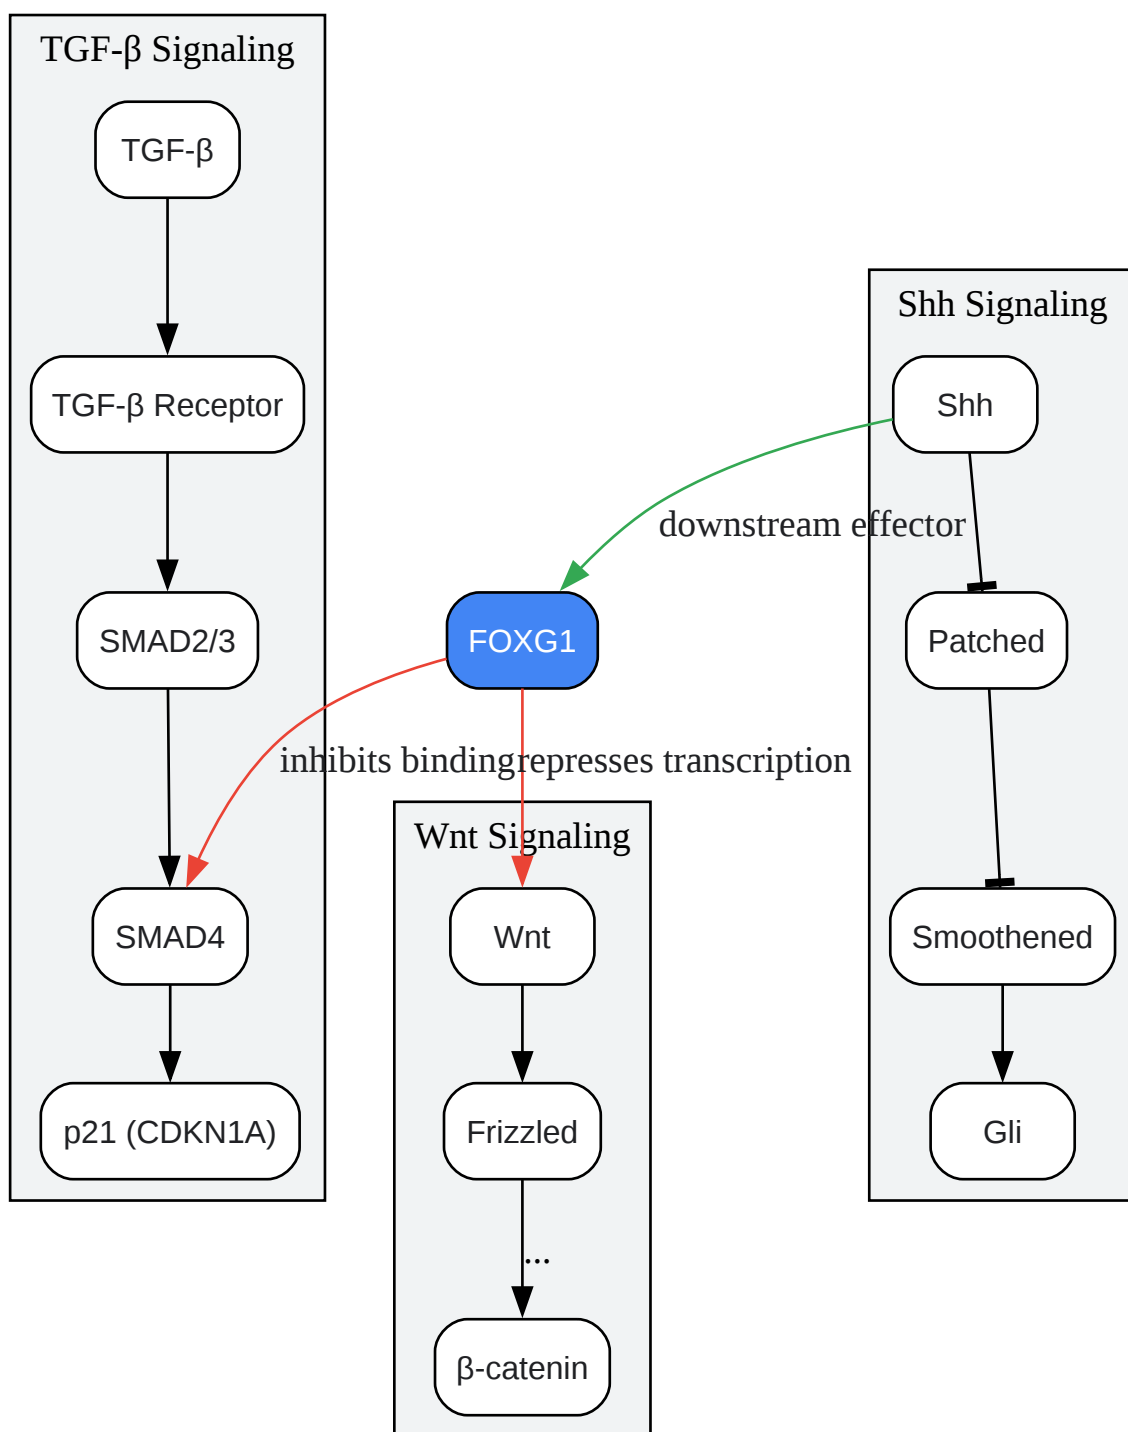 TGF-β Signaling
TGF-β
TGF-β Receptor
SMAD2/3
SMAD4
p21 (CDKN1A)
FOXG1
downstream effector
inhibits binding
represses transcription
Wnt Signaling
Wnt
Frizzled
...
β-catenin
Shh Signaling
Shh
Patched
Smoothened
Gli